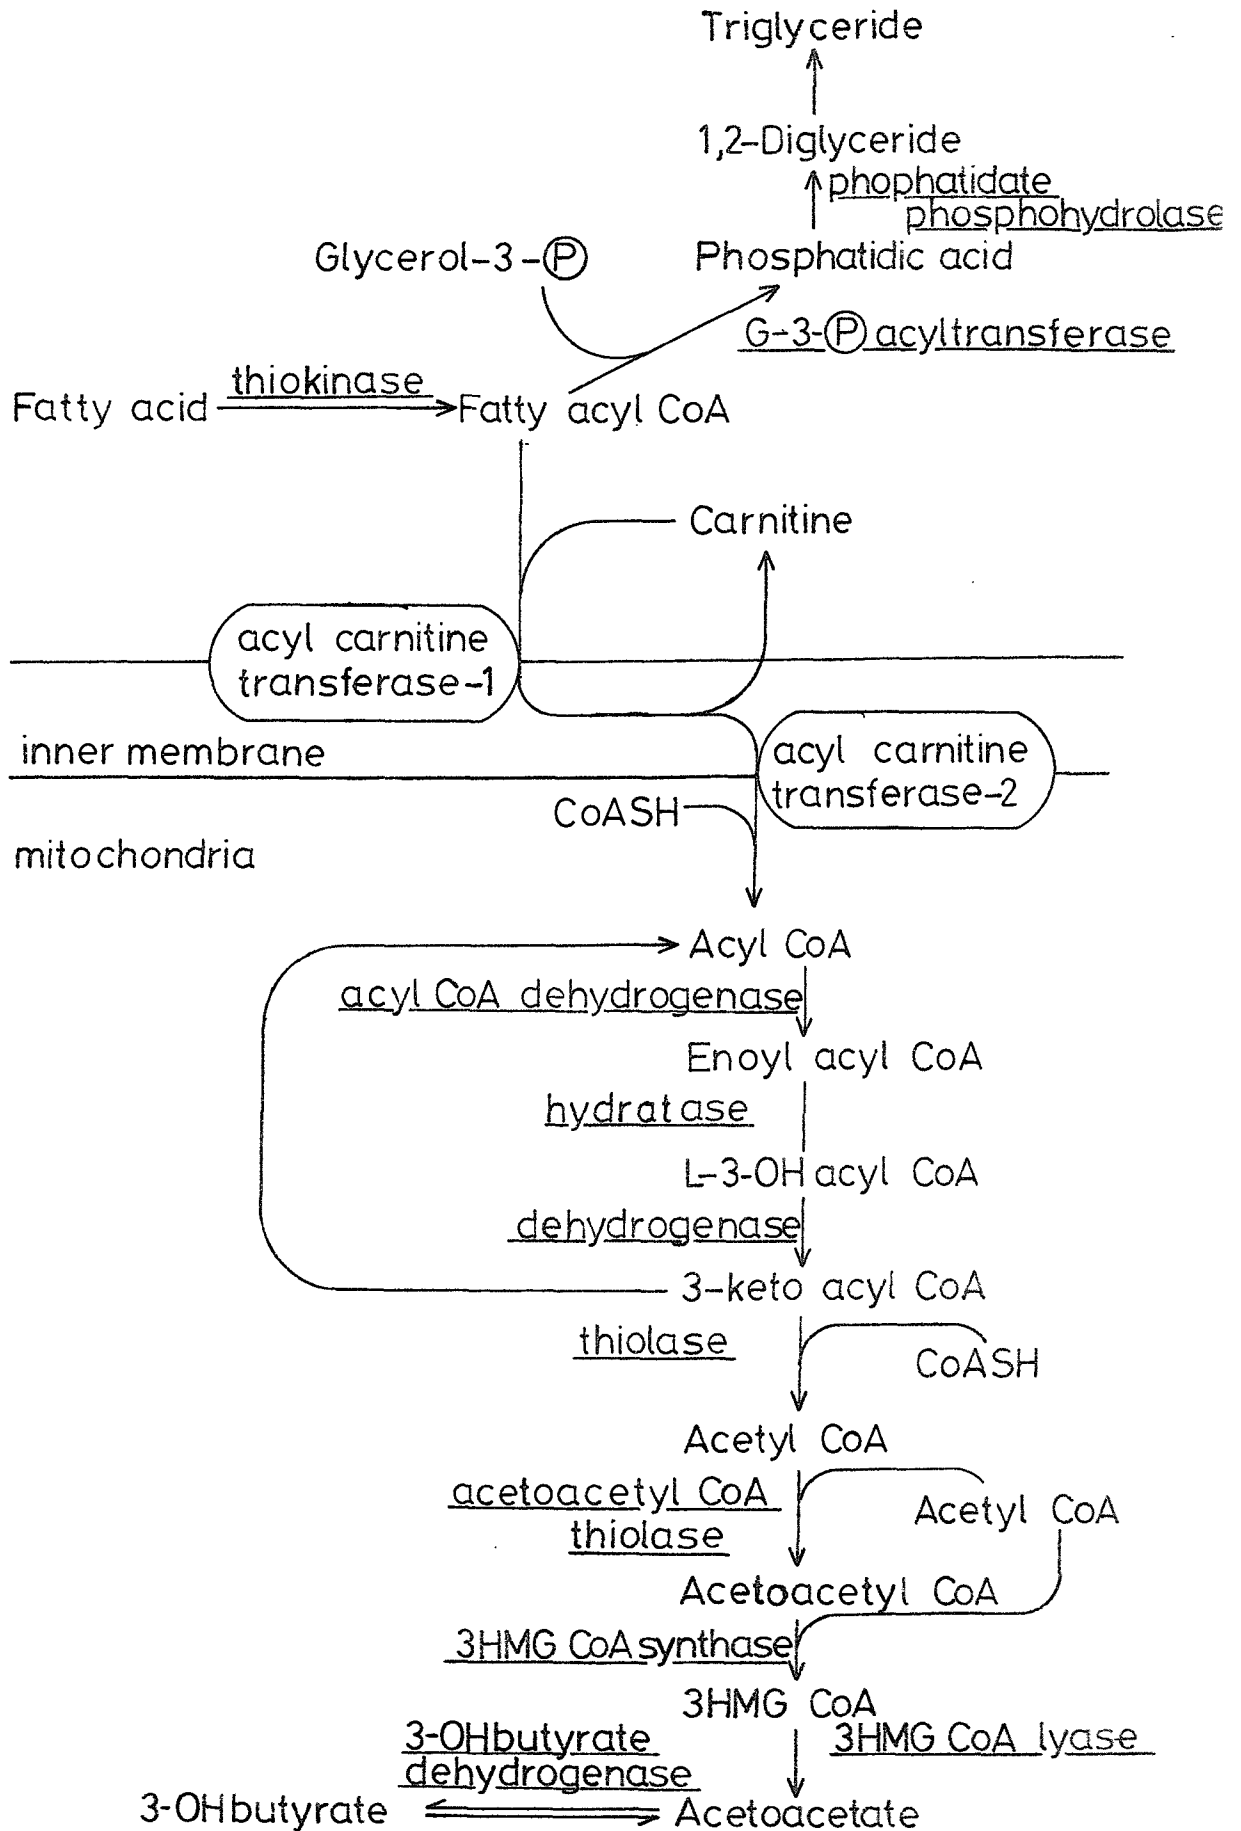 Triglyceride
1,2-Diglyceride
phophatidate
phosphohydrolase
Glycerol-3-Ⓟ
Phosphatidic acid
G-3-Ⓟ acyltransferase
thiokinase
Fatty acid
Fatty acyl CoA
Carnitine
acyl carnitine
transferase-1
inner membrane
acyl carnitine
transferase-2
CoASH
mitochondria
Acyl CoA
acyl CoA dehydrogenase
Enoyl acyl CoA
hydratase
L-3-OH acyl CoA
dehydrogenase
3-keto acyl CoA
thiolase
CoASH
Acetyl CoA
acetoacetyl CoA
thiolase
Acetyl CoA
Acetoacetyl CoA
3HMG CoA synthase
3HMG CoA
3-OHbutyrate
dehydrogenase
3HMG CoA lyase
3-OHbutyrate
Acetoacetate